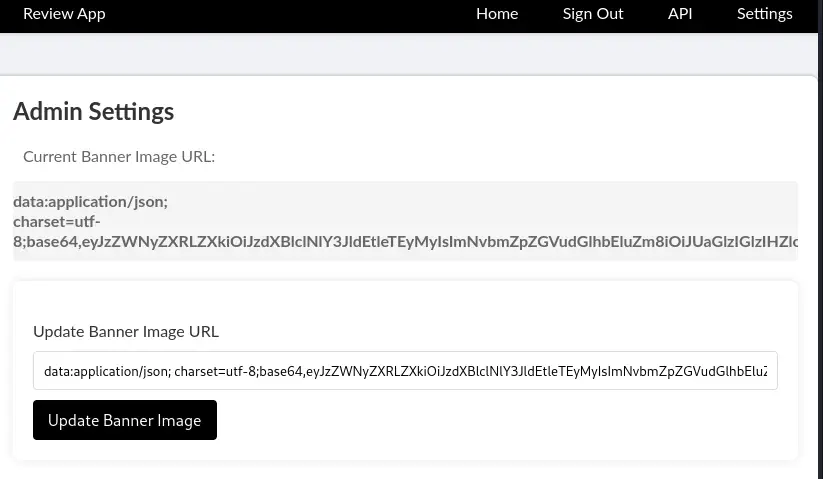 Review App
Home Sign Out API Settings
Admin Settings
Current Banner Image URL:
data:application/json;
charset=utf-
8;base64,eyJzZWNyZXRLZXkiOiJzdXBlclNlY3JldEtleTEyMyIsImNvbmZpZGVudGlhbEluZm8iOiJUaGlzIGlzIHZlc
Update Banner Image URL
data:application/json; charset=utf-8;base64,eyJzZWNyZXRLZXkiOiJzdXBlclNlY3JldEtleTEyMyIsImNvbmZpZGVudGlhbEluZ
Update Banner Image